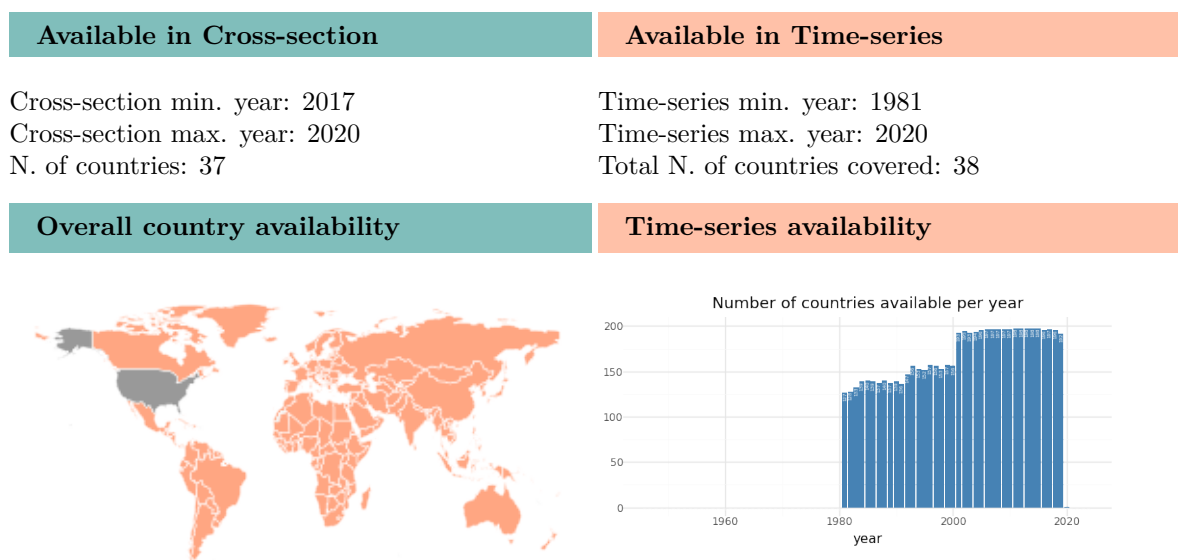 Available in Cross-section
Available in Time-series
Cross-section min. year: 2017
Cross-section max. year: 2020
N. of countries: 37
Time-series min. year: 1981
Time-series max. year: 2020
Total N. of countries covered: 38
Overall country availability
Time-series availability
Number of countries available per year
200
150
100
50
0
1960
1980
2000
2020
year